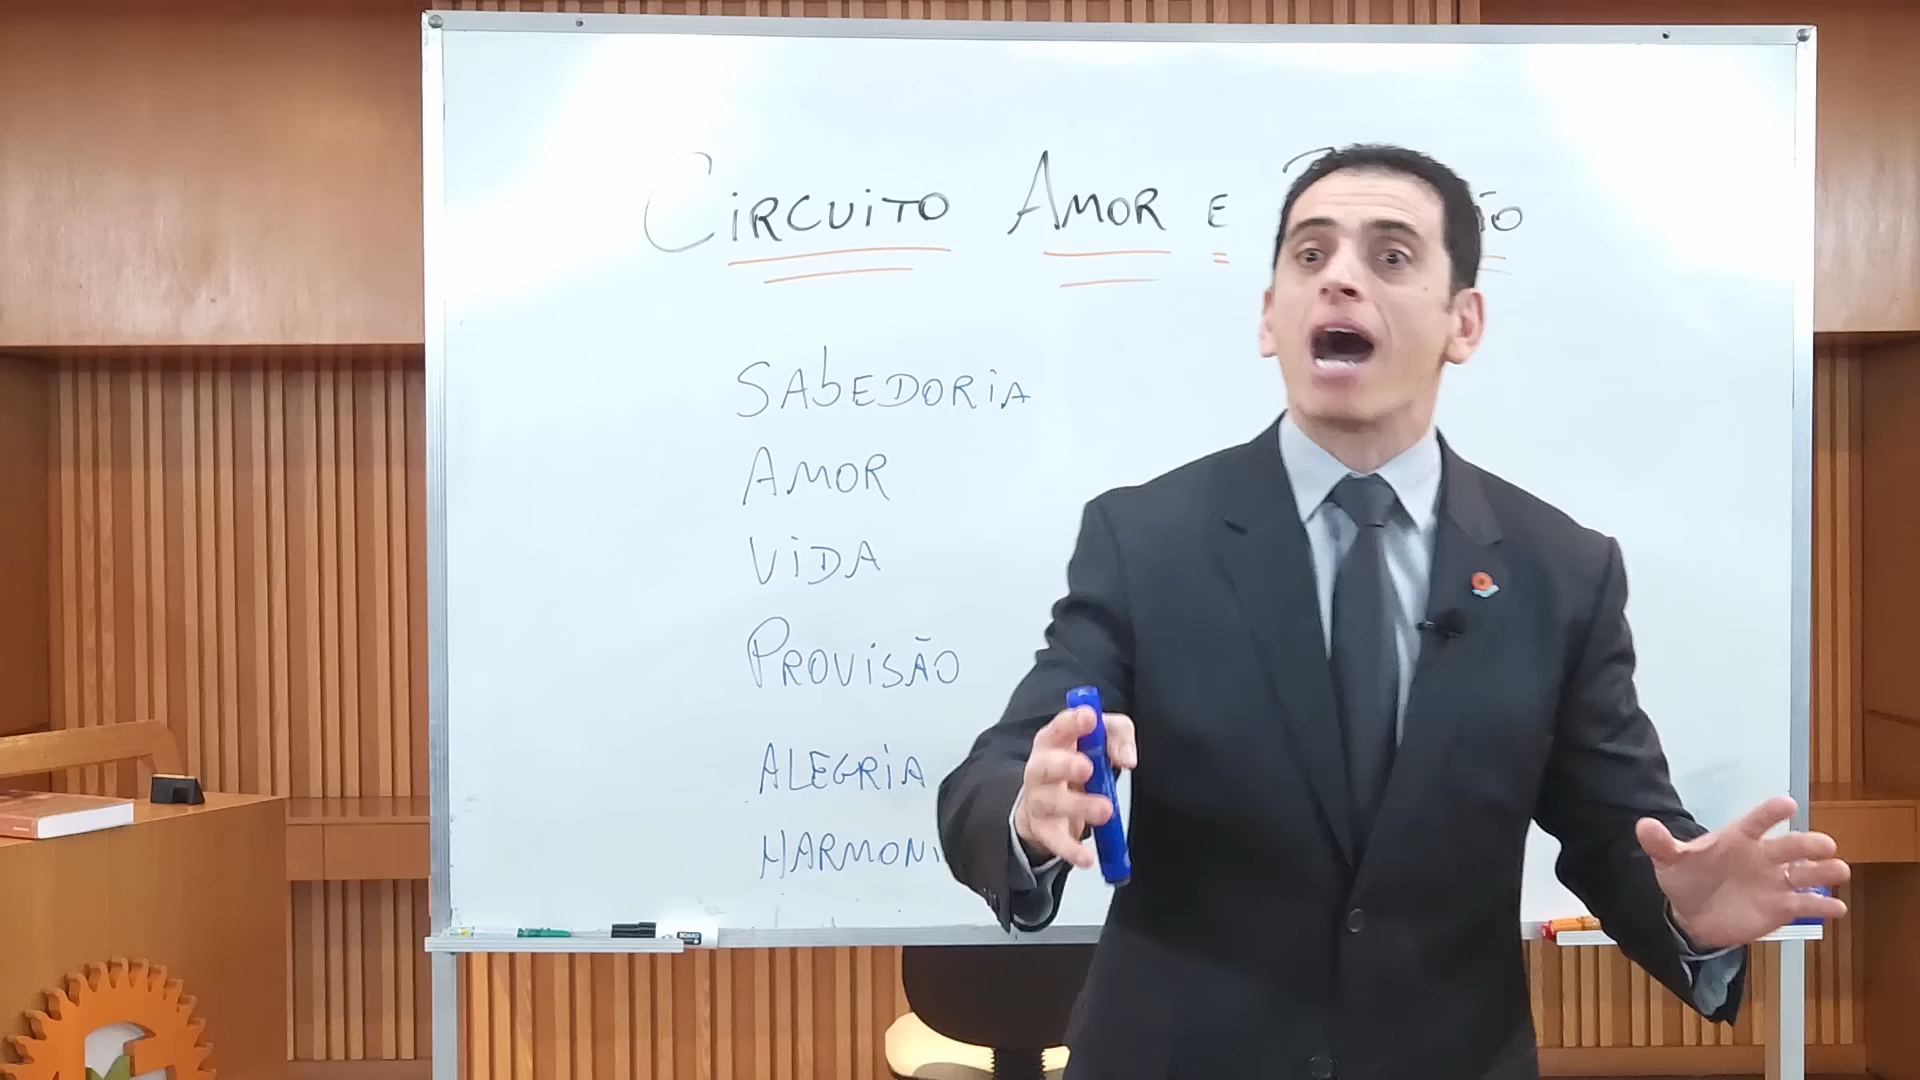 CIRCUITO AMOR E
SAbEDORIA
AMOR
VIDA
PROVISÃO
ALEGRIA